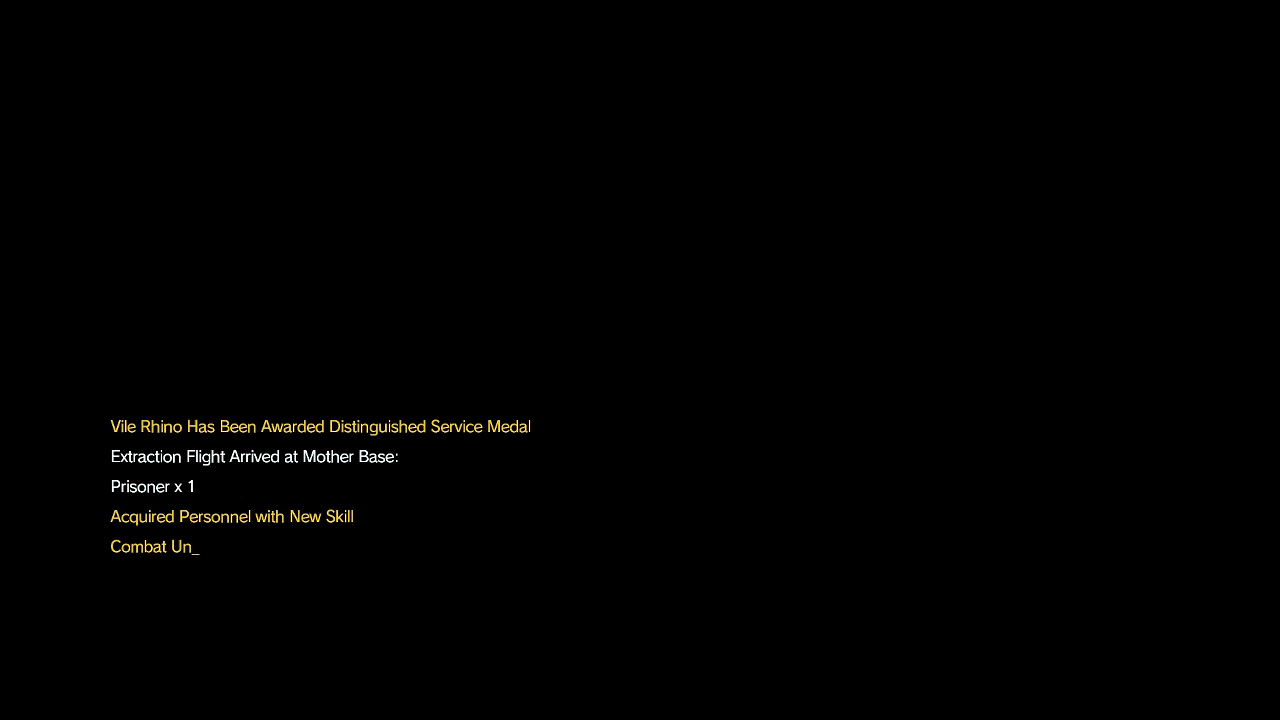 Vile Rhino Has Been Awarded Distinguished Service Medal
Extraction Flight Arrived at Mother Base:
Prisoner x 1
Acquired Personnel with New Skill
Combat Un_